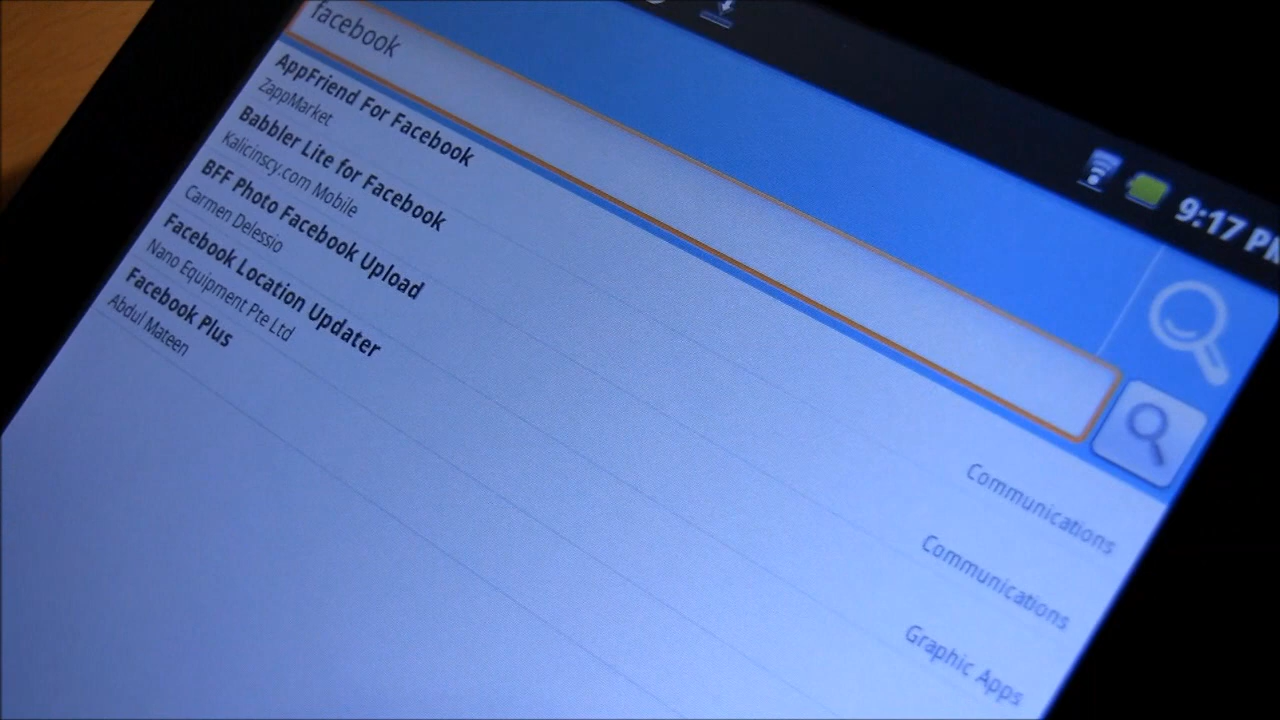 9:17 PM
facebook
AppFriend For Facebook
ZappMarket
Communications
Babbler Lite for Facebook
Kalicinscy.com Mobile
Communications
BFF Photo Facebook Upload
Carmen Delessio
Graphic Apps
Facebook Location Updater
Nano Equipment Pte Ltd
Facebook Plus
Abdul Mateen